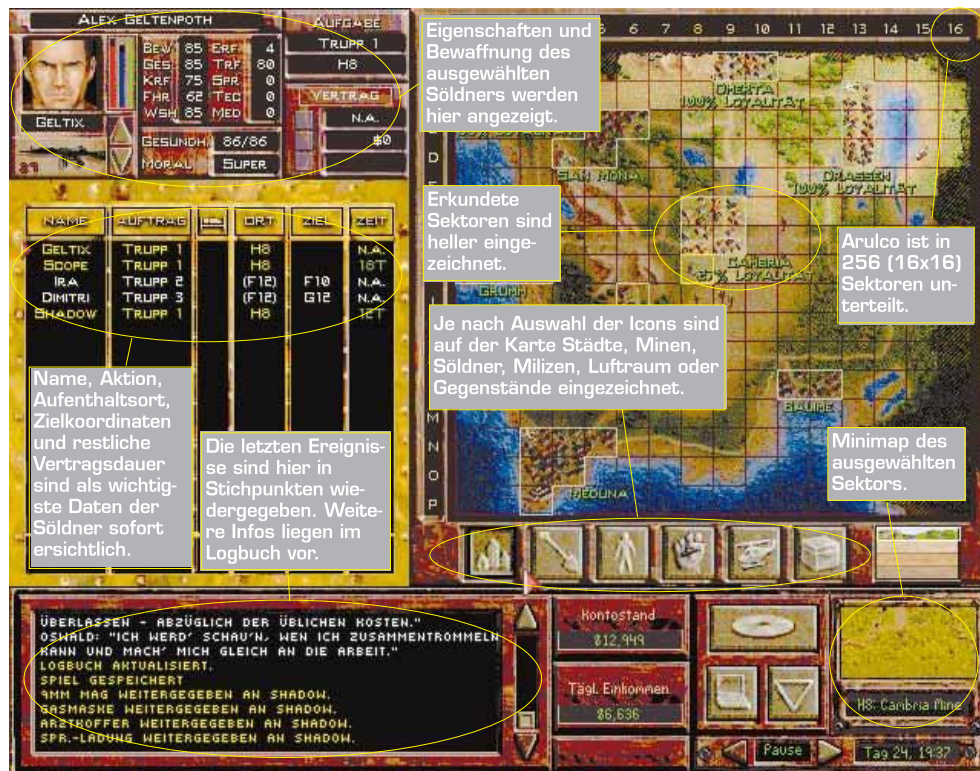 ALEX GELTENPOTH
AUFGABE
BEW 85 ERF. 4
GES. 85 TRF. 80
KRF 75 SPR. 0
FHR 62 TEC 0
WSH 85 MED 0
GELTIX
GESUNDH. 86/86
MORAL SUPER
TRUPP 1
H8
VERTRAG
N.A.
$0
Eigenschaften und
Bewaffnung des
ausgewählten
Söldners werden
hier angezeigt.
5 6 7 8 9 10 11 12 13 14 15 16
OMERTA
100% LOYALITÄT
D
SAN MONA
DRASSEN
100% LOYALITÄT
Erkundete
Sektoren sind
heller einge-
zeichnet.
CAMBRIA
GRUMM
Arulco ist in
256 (16x16)
Sektoren un-
terteilt.
NAME AUFTRAG ORT ZIEL ZEIT
GELTIX TRUPP 1 H8 N.A.
SCOPE TRUPP 1 H8 18T
IRA TRUPP 2 (F12) F10 N.A.
DIMITRI TRUPP 3 (F12) G12 N.A.
SHADOW TRUPP 1 H8 12T
Je nach Auswahl der Icons sind
auf der Karte Städte, Minen,
Söldner, Milizen, Luftraum oder
Gegenstände eingezeichnet.
BALIME
M
N
O
P
MEDUNA
Name, Aktion,
Aufenthaltsort,
Zielkoordinaten
und restliche
Vertragsdauer
sind als wichtig-
ste Daten der
Söldner sofort
ersichtlich.
Die letzten Ereignis-
se sind hier in
Stichpunkten wie-
dergegeben. Weite-
re Infos liegen im
Logbuch vor.
Minimap des
ausgewählten
Sektors.
ÜBERLASSEN - ABZÜGLICH DER ÜBLICHEN KOSTEN."
OSWALD: "ICH WERD' SCHAU'N, WEN ICH ZUSAMMENTROMMELN
KANN UND MACH' MICH GLEICH AN DIE ARBEIT."
LOGBUCH AKTUALISIERT.
SPIEL GESPEICHERT
9MM MAG WEITERGEGEBEN AN SHADOW.
GASMASKE WEITERGEGEBEN AN SHADOW.
ARZTKOFFER WEITERGEGEBEN AN SHADOW.
SPR.-LADUNG WEITERGEGEBEN AN SHADOW.
Kontostand
$12,949
Tägl. Einkommen
$6,636
H8: Cambria Mine
Pause
Tag 24, 19:37